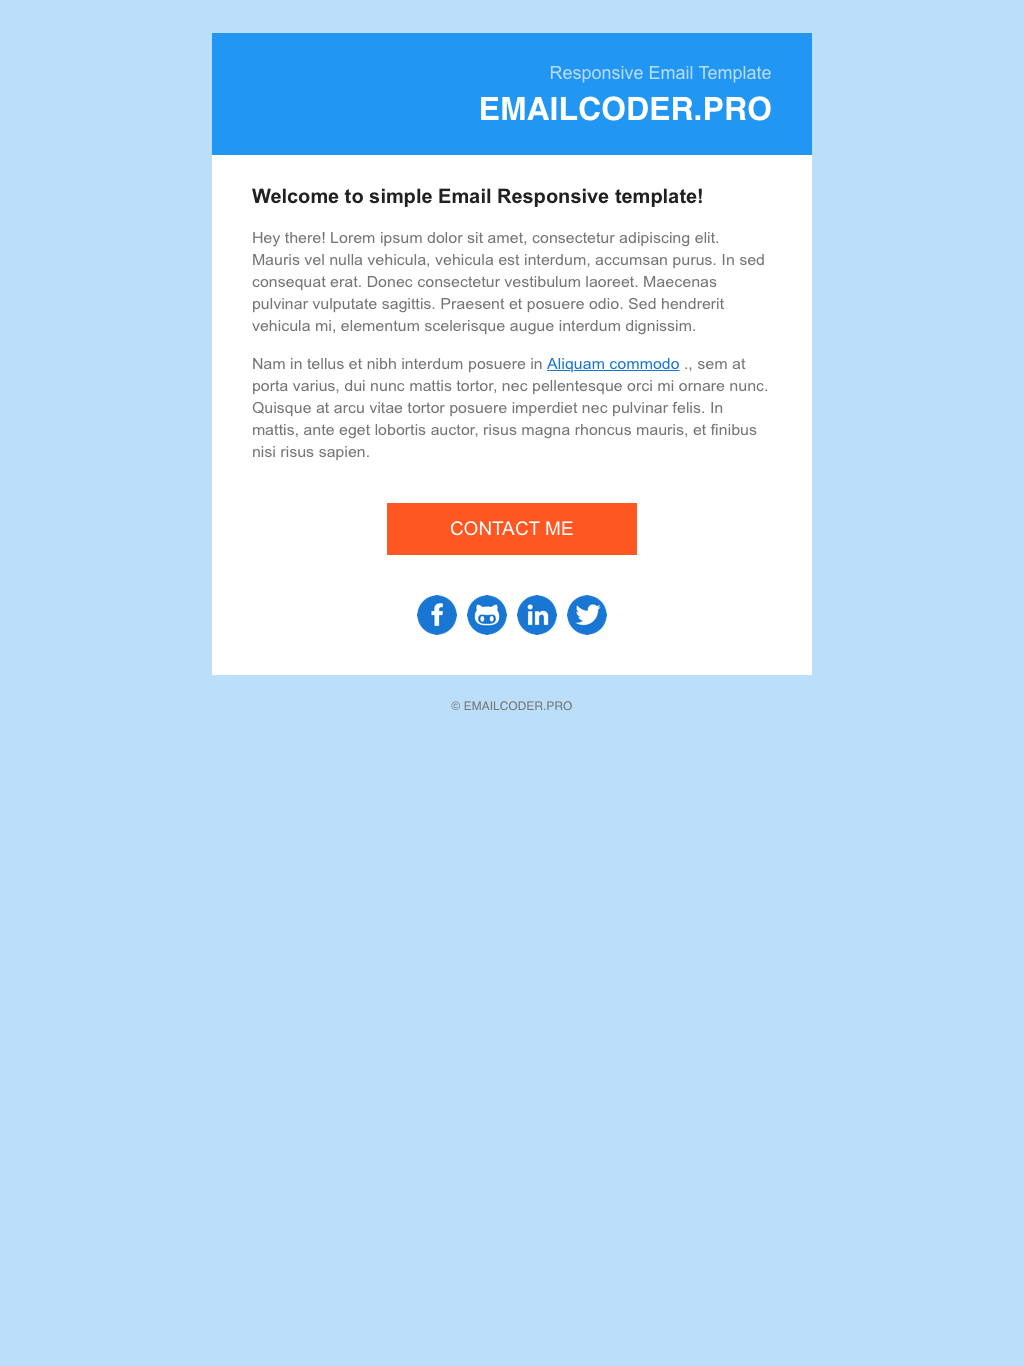 Responsive Email Template
EMAILCODER.PRO
Welcome to simple Email Responsive template!
Hey there! Lorem ipsum dolor sit amet, consectetur adipiscing elit.
Mauris vel nulla vehicula, vehicula est interdum, accumsan purus. In sed
consequat erat. Donec consectetur vestibulum laoreet. Maecenas
pulvinar vulputate sagittis. Praesent et posuere odio. Sed hendrerit
vehicula mi, elementum scelerisque augue interdum dignissim.
Nam in tellus et nibh interdum posuere in Aliquam commodo ., sem at
porta varius, dui nunc mattis tortor, nec pellentesque orci mi ornare nunc.
Quisque at arcu vitae tortor posuere imperdiet nec pulvinar felis. In
mattis, ante eget lobortis auctor, risus magna rhoncus mauris, et finibus
nisi risus sapien.
CONTACT ME
© EMAILCODER.PRO